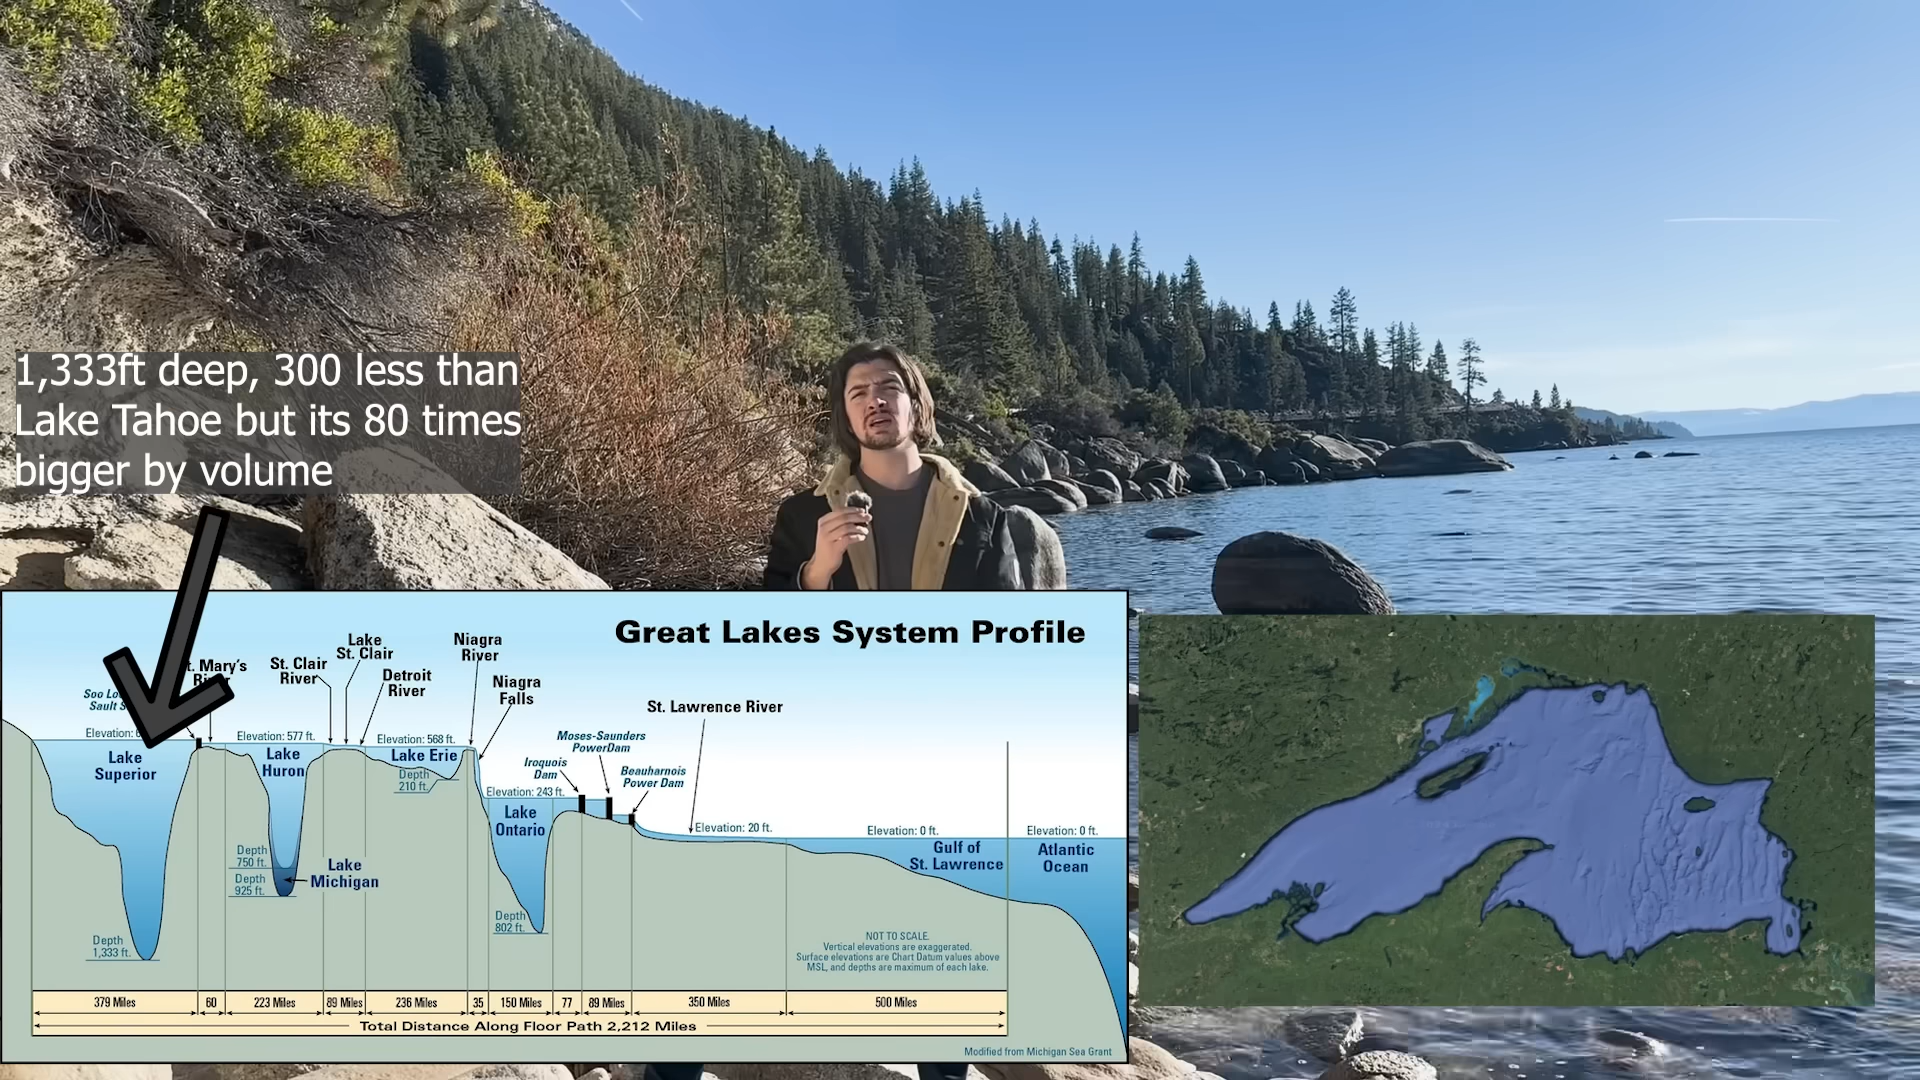 1,333ft deep, 300 less than
Lake Tahoe but its 80 times
bigger by volume
Great Lakes System Profile
t. Mary's
St. Clair
River
Lake
St. Clair
Detroit
River
Niagra
River
Niagra
Falls
St. Lawrence River
Soo
Sault
Elevation:
Elevation: 577 ft.
Elevation: 568 ft.
Lake
Superior
Lake
Huron
Lake Erie
Depth
210 ft.
Moses-Saunders
PowerDam
Iroquois
Dam
Beauharnois
Power Dam
Elevation: 243 ft.
Lake
Ontario
Elevation: 20 ft.
Elevation: 0 ft.
Elevation: 0 ft.
Gulf of
St. Lawrence
Atlantic
Ocean
Depth
750 ft.
Depth
925 ft.
Lake
Michigan
Depth
802 ft.
Depth
1,333 ft.
NOT TO SCALE.
Vertical elevations are exaggerated.
Surface elevations are Chart Datum values above
MSL, and depths are maximum of each lake.
379 Miles 60 223 Miles 89 Miles 236 Miles 35 150 Miles 77 89 Miles 350 Miles 500 Miles
Total Distance Along Floor Path 2,212 Miles
Modified from Michigan Sea Grant